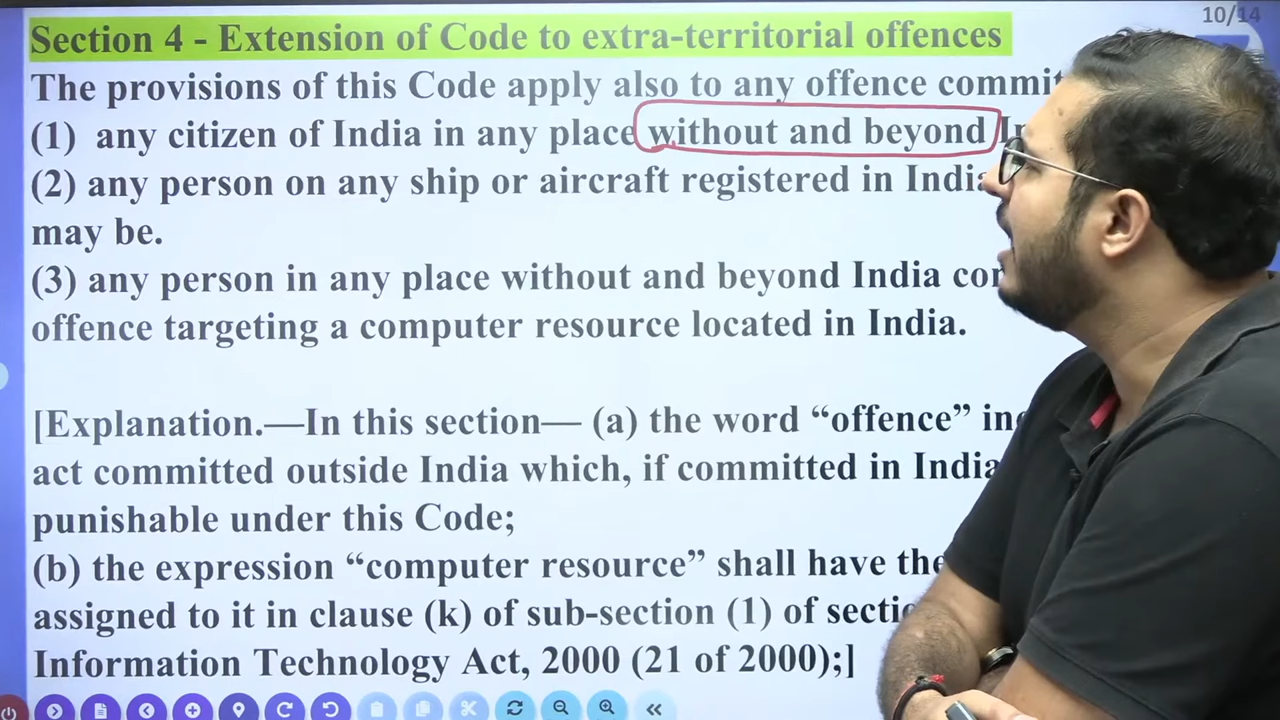 10/14
Section 4 - Extension of Code to extra-territorial offences
The provisions of this Code apply also to any offence commit
(1) any citizen of India in any place without and beyond
(2) any person on any ship or aircraft registered in India
may be.
(3) any person in any place without and beyond India
offence targeting a computer resource located in India.
[Explanation.—In this section— (a) the word “offence”
act committed outside India which, if committed in India
punishable under this Code;
(b) the expression “computer resource” shall have the
assigned to it in clause (k) of sub-section (1) of
Information Technology Act, 2000 (21 of 2000);]